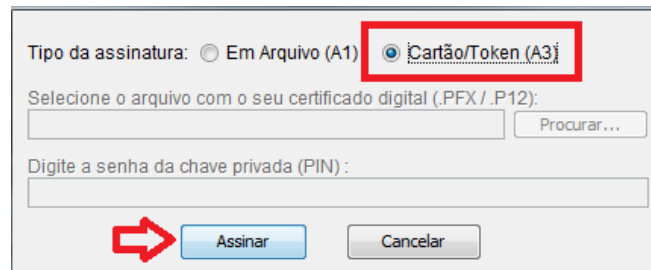 Tipo da assinatura: Em Arquivo (A1) Cartão/Token (A3)
Selecione o arquivo com o seu certificado digital (.PFX / .P12):
Procurar...
Digite a senha da chave privada (PIN) :
Assinar Cancelar